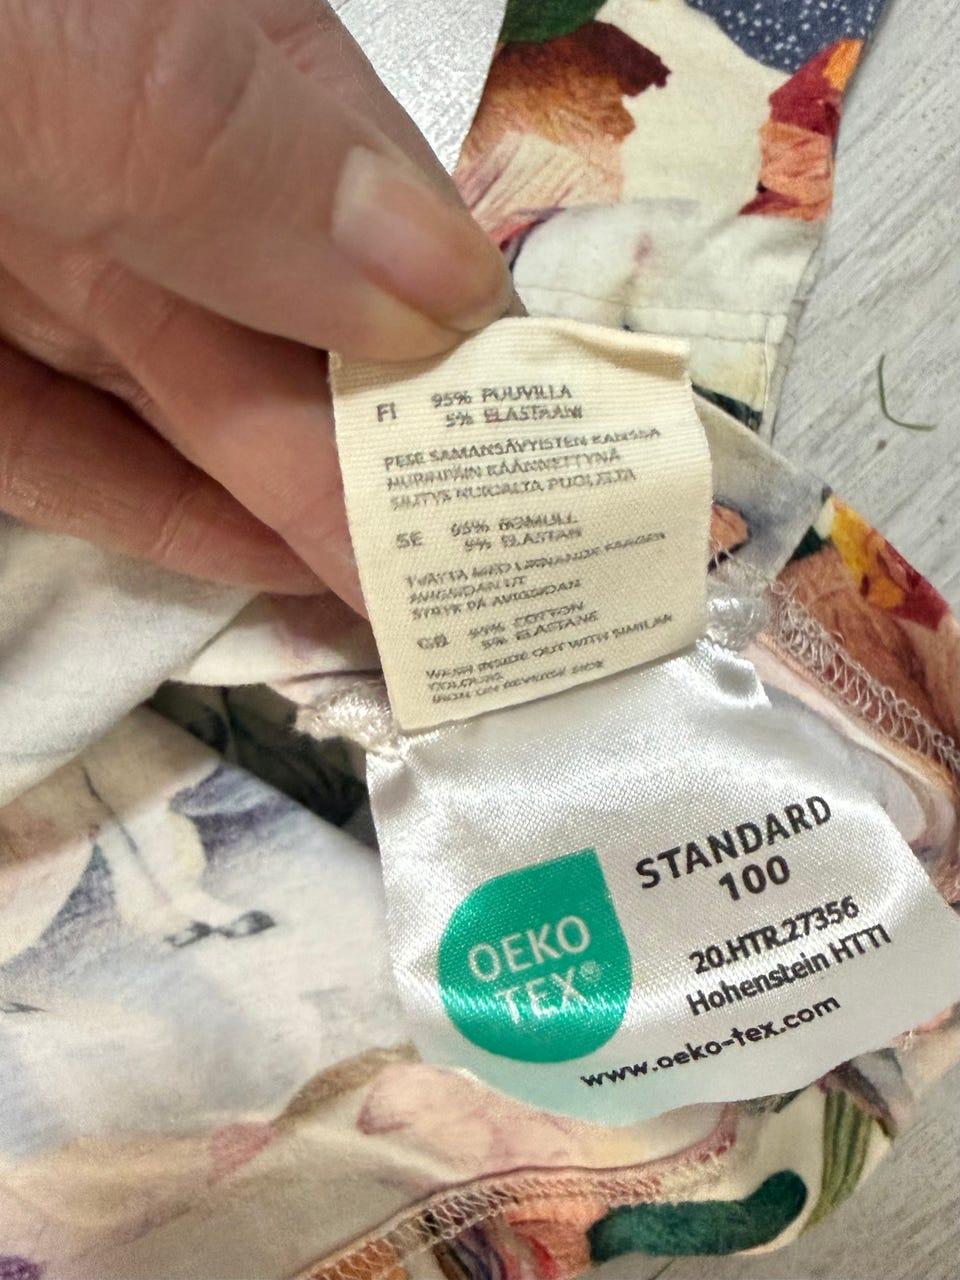 FI 95% PUUVILLA
5% ELASTAANI
PESE SAMANSÄVYISTEN KANSSA
NURINPÄIN KÄÄNNETTYNÄ
SILITYS NURJALTA PUOLELTA
SE 95% BOMULL
5% ELASTAN
TVÄTTA MED LIKNANDE FÄRGER
AVIGSIDAN UT
STRYK PÅ AVIGSIDAN
GB 95% COTTON
5% ELASTANE
WASH INSIDE OUT WITH SIMILAR
COLOURS
IRON ON REVERSE SIDE
OEKO
TEX®
STANDARD
100
20.HTR.27356
Hohenstein HTTI
www.oeko-tex.com